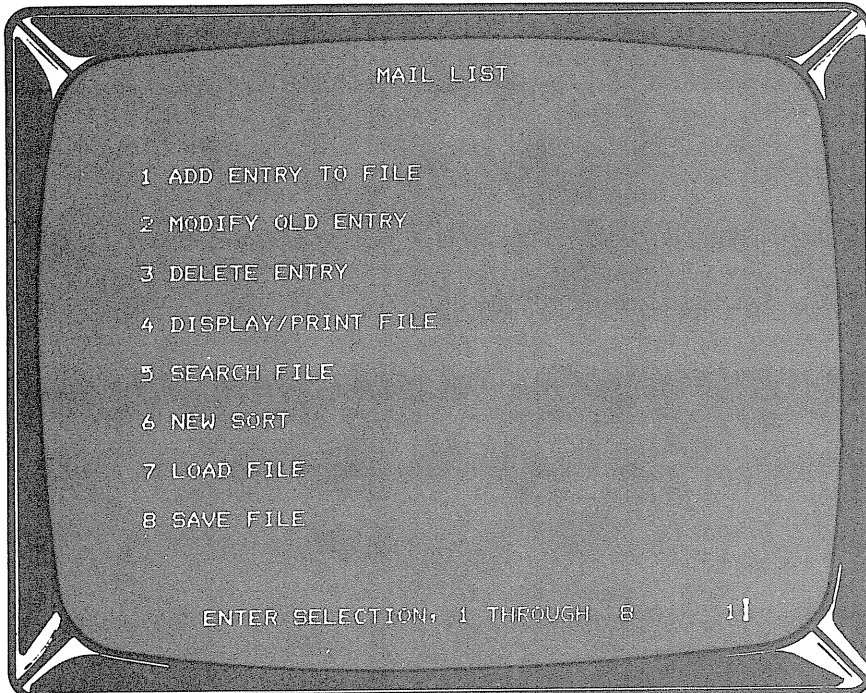 MAIL LIST
1 ADD ENTRY TO FILE
2 MODIFY OLD ENTRY
3 DELETE ENTRY
4 DISPLAY/PRINT FILE
5 SEARCH FILE
6 NEW SORT
7 LOAD FILE
8 SAVE FILE
ENTER SELECTION, 1 THROUGH 8 1